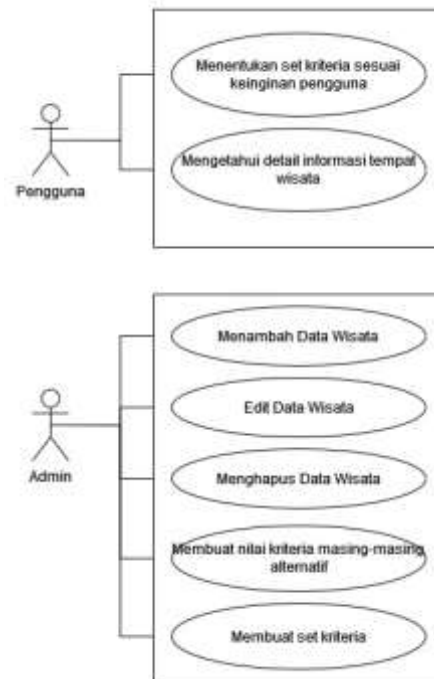 Menentukan set kriteria sesuai
keinginan pengguna
Mengetahui detail informasi tempat
wisata
Pengguna
Menambah Data Wisata
Edit Data Wisata
Menghapus Data Wisata
Membuat nilai kriteria masing-masing
alternatif
Membuat set kriteria
Admin